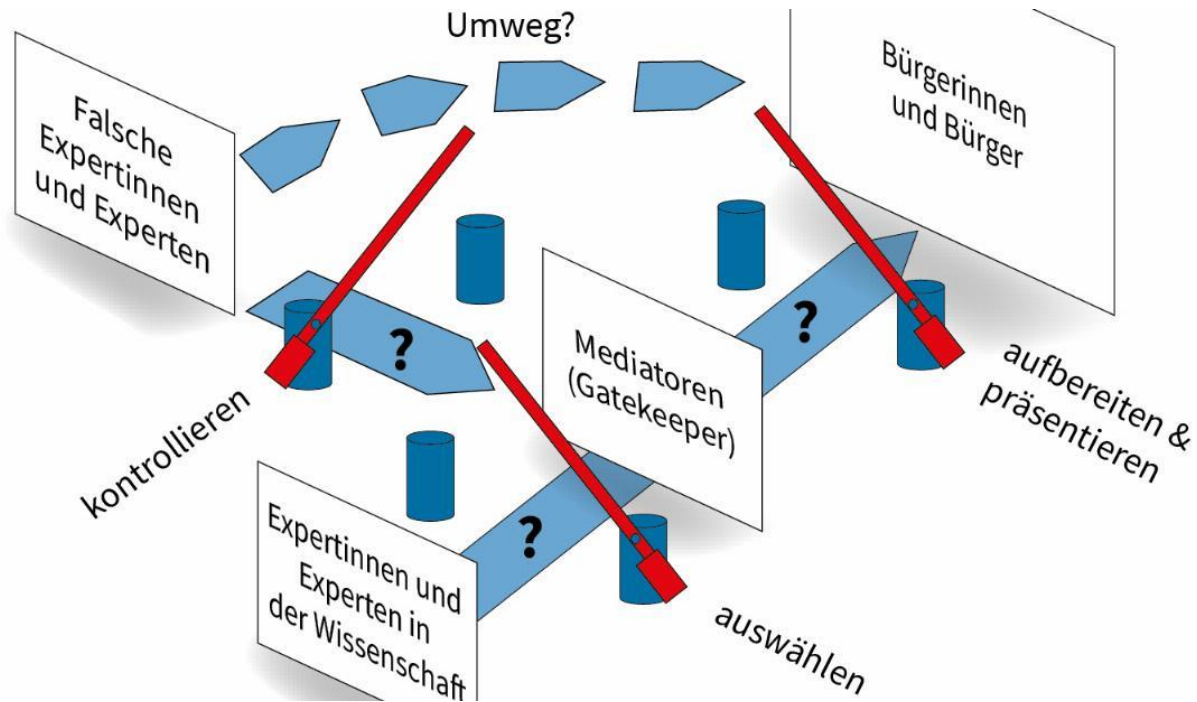 Umweg?
Falsche
Expertinnen
und Experten
Bürgerinnen
und Bürger
?
?
Mediatoren
(Gatekeeper)
aufbereiten &
präsentieren
kontrollieren
?
Expertinnen und
Experten in
der Wissenschaft
auswählen